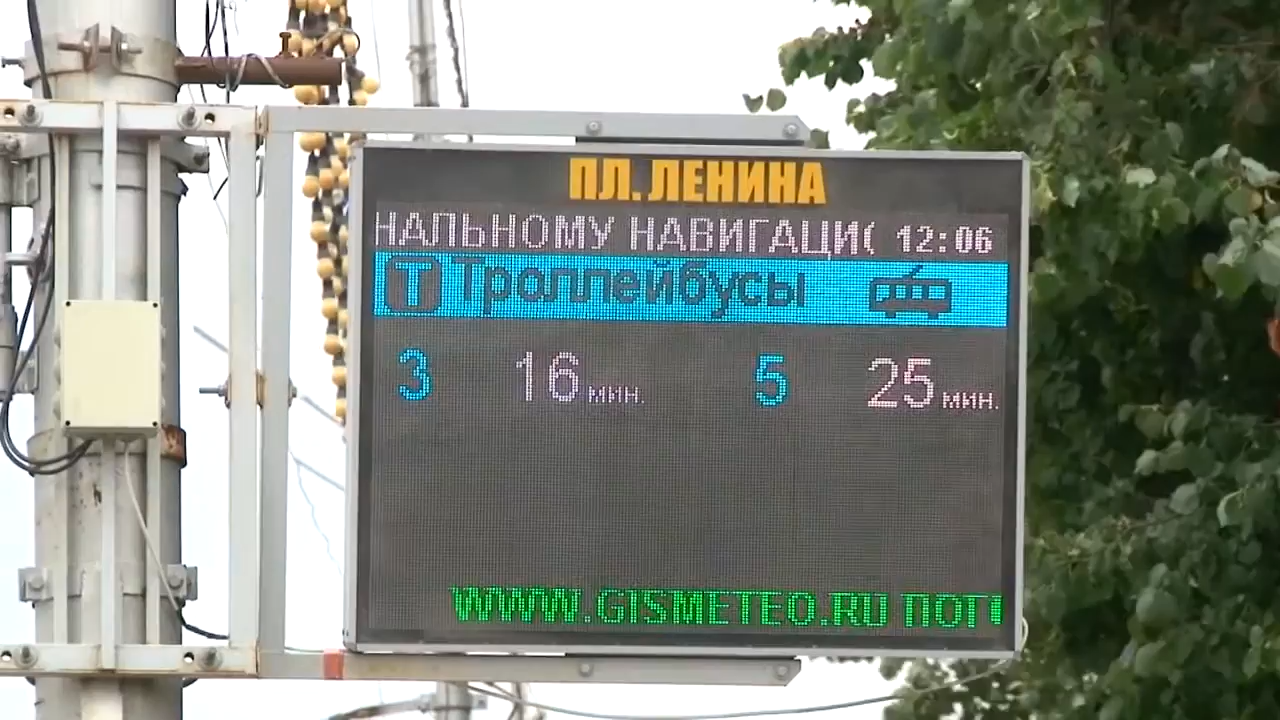 ПЛ. ЛЕНИНА
НАЛЬНОМУ НАВИГАЦИ 12:06
Т Троллейбусы
3 16 мин. 5 25 мин.
WWW.GISMETEO.RU ПОГ